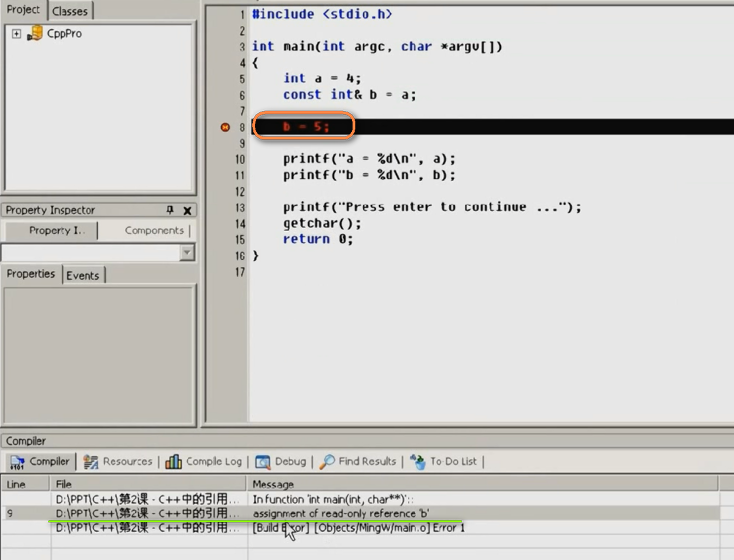 Project Classes
CppPro
1 #include <stdio.h>
2
3 int main(int argc, char *argv[])
4 {
5 int a = 4;
6 const int& b = a;
7
8 b = 5;
9
10 printf("a = %d\n", a);
11 printf("b = %d\n", b);
12
13 printf("Press enter to continue ...");
14 getchar();
15 return 0;
16 }
17
Property Inspector
Property I.. Components
Properties Events
Compiler
Compiler Resources Compile Log Debug Find Results To-Do List
Line File Message
D:\PPT\C++\第2课 - C++中的引用... In function 'int main(int, char**)'::
9 D:\PPT\C++\第2课 - C++中的引用... assignment of read-only reference 'b'
D:\PPT\C++\第2课 - C++中的引用... [Build Error] [Objects/MingW/main.o] Error 1